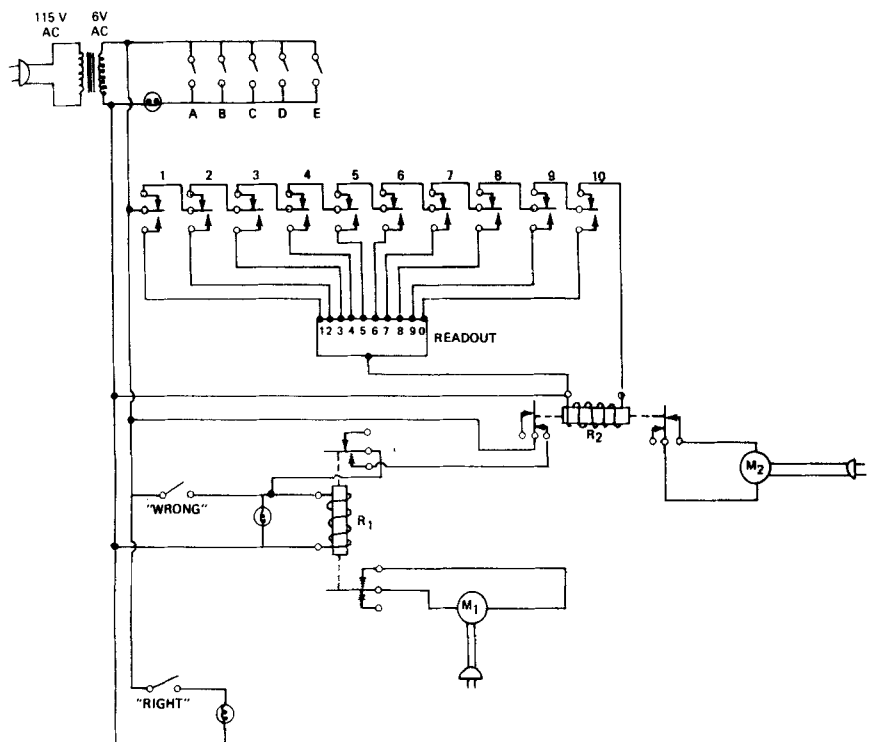 115 V 6V
AC AC
A B C D E
1 2 3 4 5 6 7 8 9 10
1 2 3 4 5 6 7 8 9 0
READOUT
R2
M2
"WRONG"
R1
M1
"RIGHT"